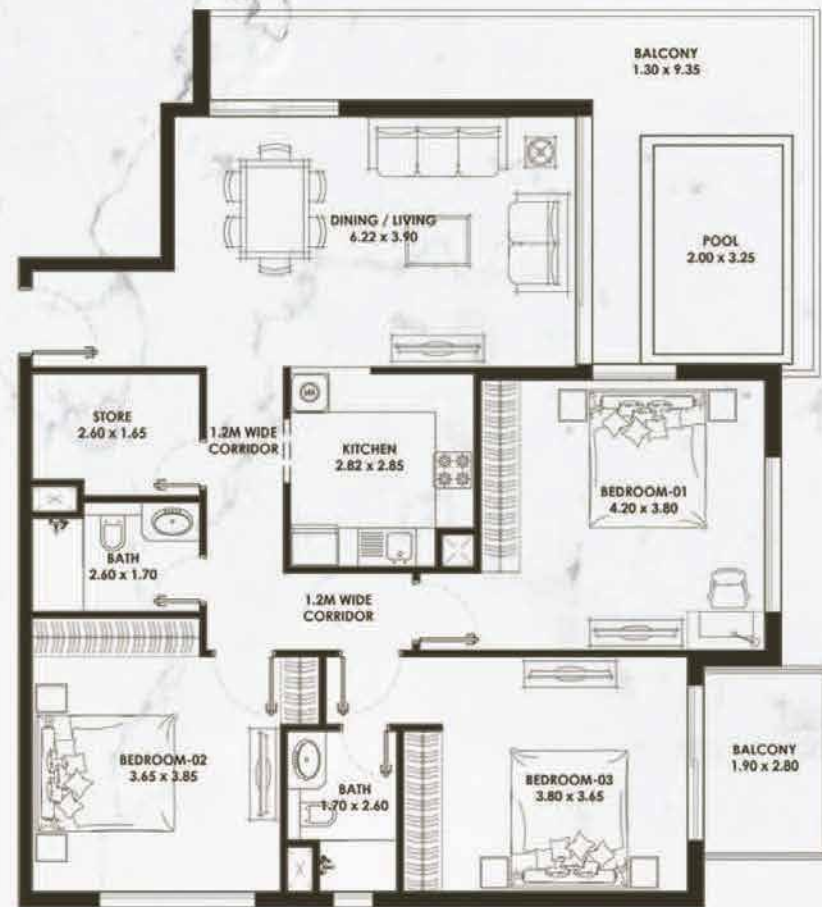 BALCONY
1.30 x 9.35
DINING / LIVING
6.22 x 3.90
POOL
2.00 x 3.25
STORE
2.60 x 1.65
1.2M WIDE
CORRIDOR
KITCHEN
2.82 x 2.85
BEDROOM-01
4.20 x 3.80
BATH
2.60 x 1.70
1.2M WIDE
CORRIDOR
BEDROOM-02
3.65 x 3.85
BATH
1.70 x 2.60
BEDROOM-03
3.80 x 3.65
BALCONY
1.90 x 2.80